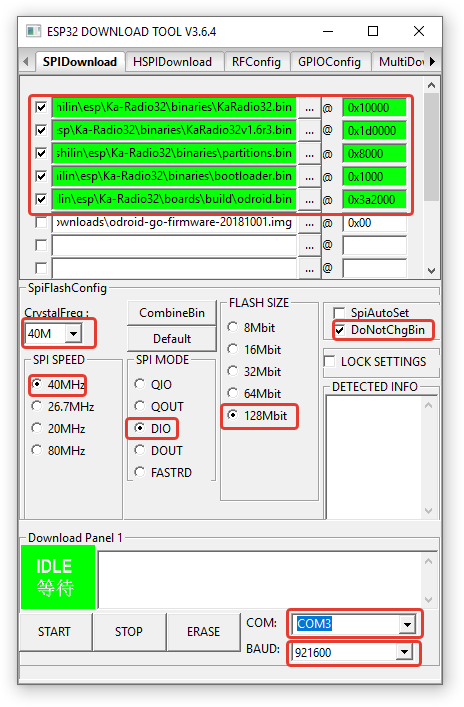 ESP32 DOWNLOAD TOOL V3.6.4
SPIDownload HSPIDownload RFConfig GPIOConfig MultiDov
hilin\esp\Ka-Radio32\binaries\KaRadio32.bin ... @ 0x10000
sp\Ka-Radio32\binaries\KaRadio32v1.6r3.bin ... @ 0x1d0000
shilin\esp\Ka-Radio32\binaries\partitions.bin ... @ 0x8000
ilin\esp\Ka-Radio32\binaries\bootloader.bin ... @ 0x1000
lin\esp\Ka-Radio32\boards\build\odroid.bin ... @ 0x3a2000
ownloads\odroid-go-firmware-20181001.img ... @ 0x00
... @
... @
SpiFlashConfig
CrystalFreq :
40M
CombineBin
Default
SPI SPEED
40MHz
26.7MHz
20MHz
80MHz
SPI MODE
QIO
QOUT
DIO
DOUT
FASTRD
FLASH SIZE
8Mbit
16Mbit
32Mbit
64Mbit
128Mbit
SpiAutoSet
DoNotChgBin
LOCK SETTINGS
DETECTED INFO
Download Panel 1
IDLE
等待
START STOP ERASE
COM: COM3
BAUD: 921600